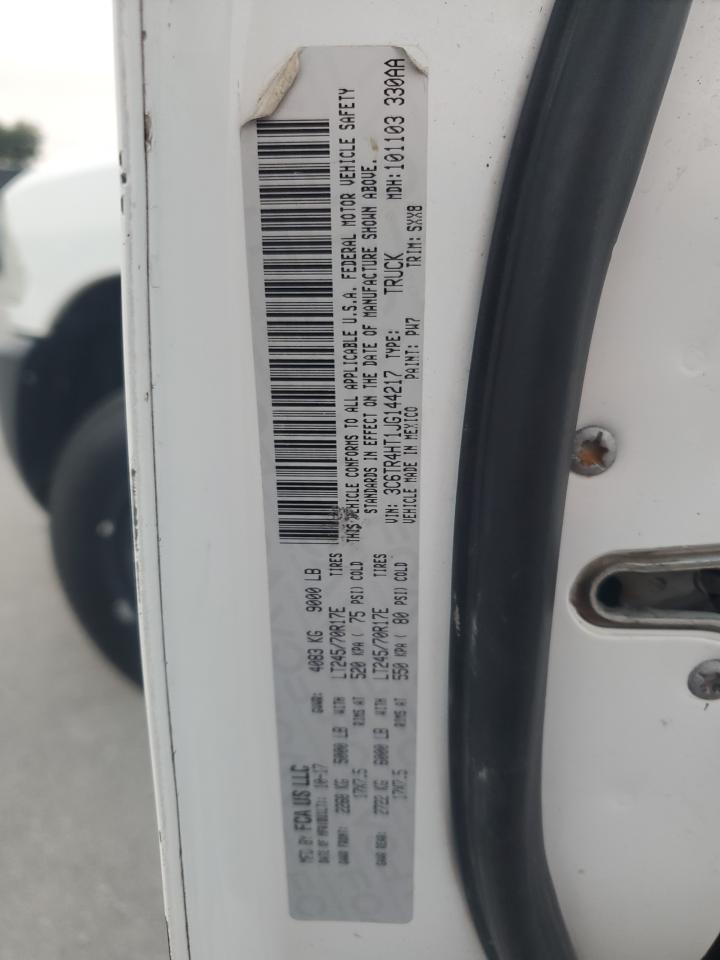 MFD BY FCA US LLC
DATE OF MFR(BUILT): 10-17 GVWR: 4083 KG 9000 LB
GAWR FRONT: 2268 KG 5000 LB WITH LT245/70R17E TIRES
17X7.5 RIMS AT 520 KPA ( 75 PSI) COLD
GAWR REAR: 2722 KG 6000 LB WITH LT245/70R17E TIRES
17X7.5 RIMS AT 550 KPA ( 80 PSI) COLD
THIS VEHICLE CONFORMS TO ALL APPLICABLE U.S.A. FEDERAL MOTOR VEHICLE SAFETY
STANDARDS IN EFFECT ON THE DATE OF MANUFACTURE SHOWN ABOVE.
VIN: 3C6TR4HT1JG144217 TYPE: TRUCK MDH:101103 330AA
VEHICLE MADE IN MEXICO PAINT: PW7 TRIM: SXX8